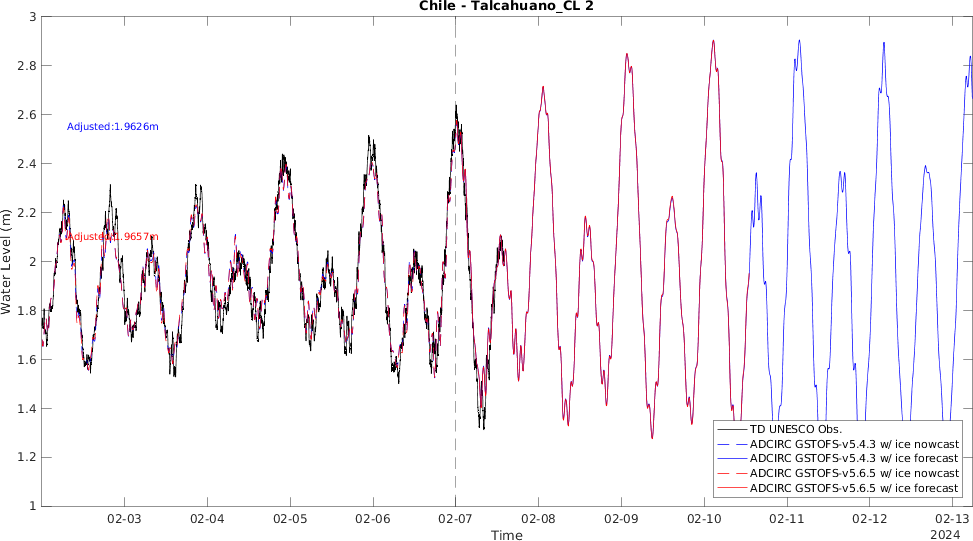 Chile - Talcahuano_CL 2
3
2.8
2.6
2.4
2.2
2
1.8
1.6
1.4
1.2
1
Water Level (m)
Adjusted:1.9626m
Adjusted:1.9657m
TD UNESCO Obs.
ADCIRC GSTOFS-v5.4.3 w/ ice nowcast
ADCIRC GSTOFS-v5.4.3 w/ ice forecast
ADCIRC GSTOFS-v5.6.5 w/ ice nowcast
ADCIRC GSTOFS-v5.6.5 w/ ice forecast
02-03 02-04 02-05 02-06 02-07 02-08 02-09 02-10 02-11 02-12 02-13
Time
2024